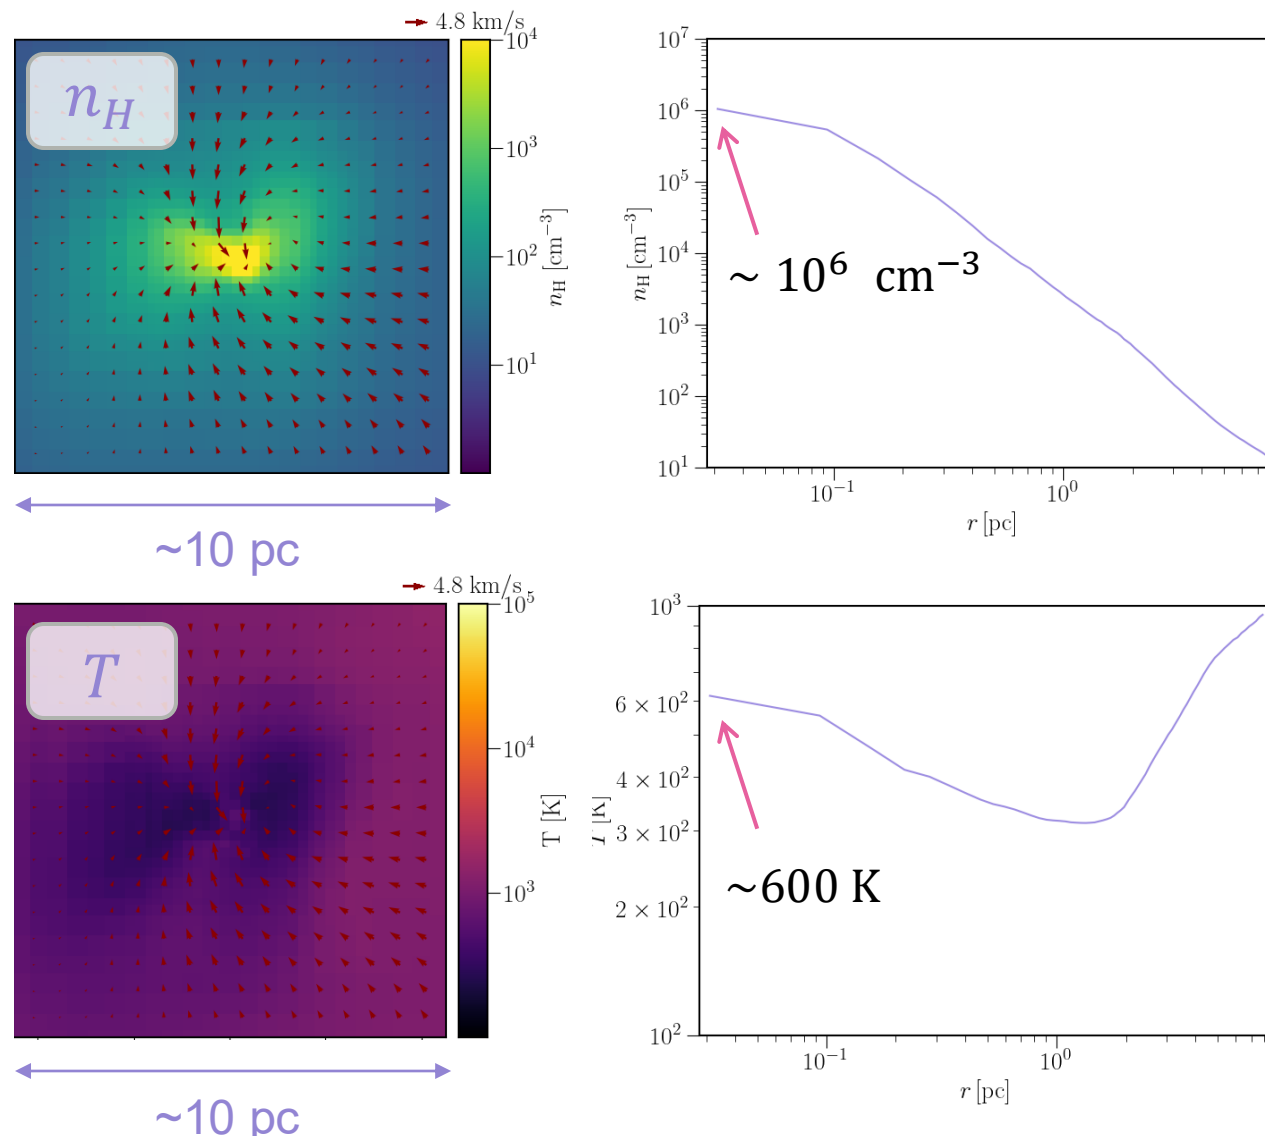 4.8 km/s
n_H
10^4
10^3
10^2
10^1
n_H [cm^−3]
~10 pc
10^7
10^6
10^5
10^4
10^3
10^2
10^1
n_H [cm^−3]
~ 10^6 cm^−3
10^−1
10^0
r [pc]
4.8 km/s
T
10^5
10^4
10^3
T [K]
~10 pc
10^3
6 × 10^2
4 × 10^2
3 × 10^2
2 × 10^2
10^2
T [K]
~600 K
10^−1
10^0
r [pc]